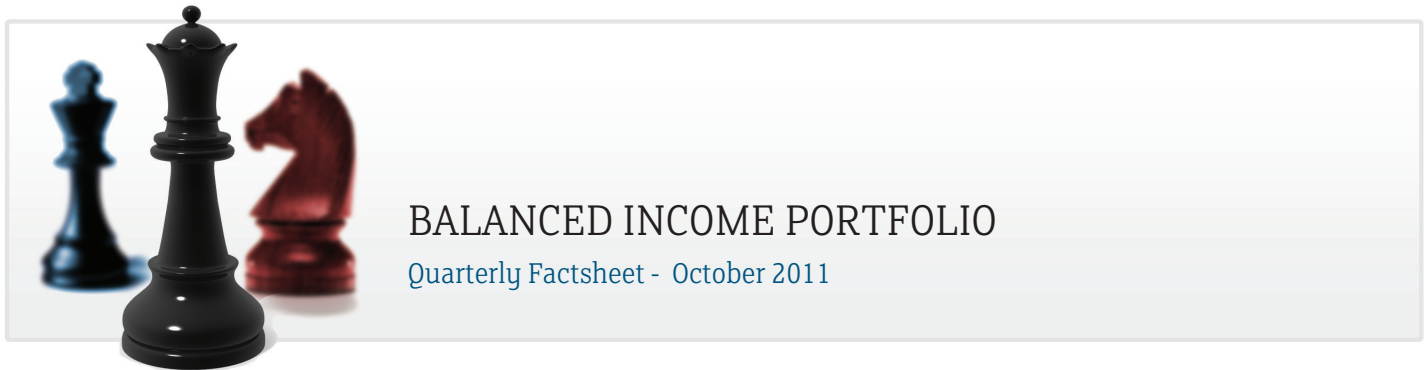 BALANCED INCOME PORTFOLIO
Quarterly Factsheet - October 2011